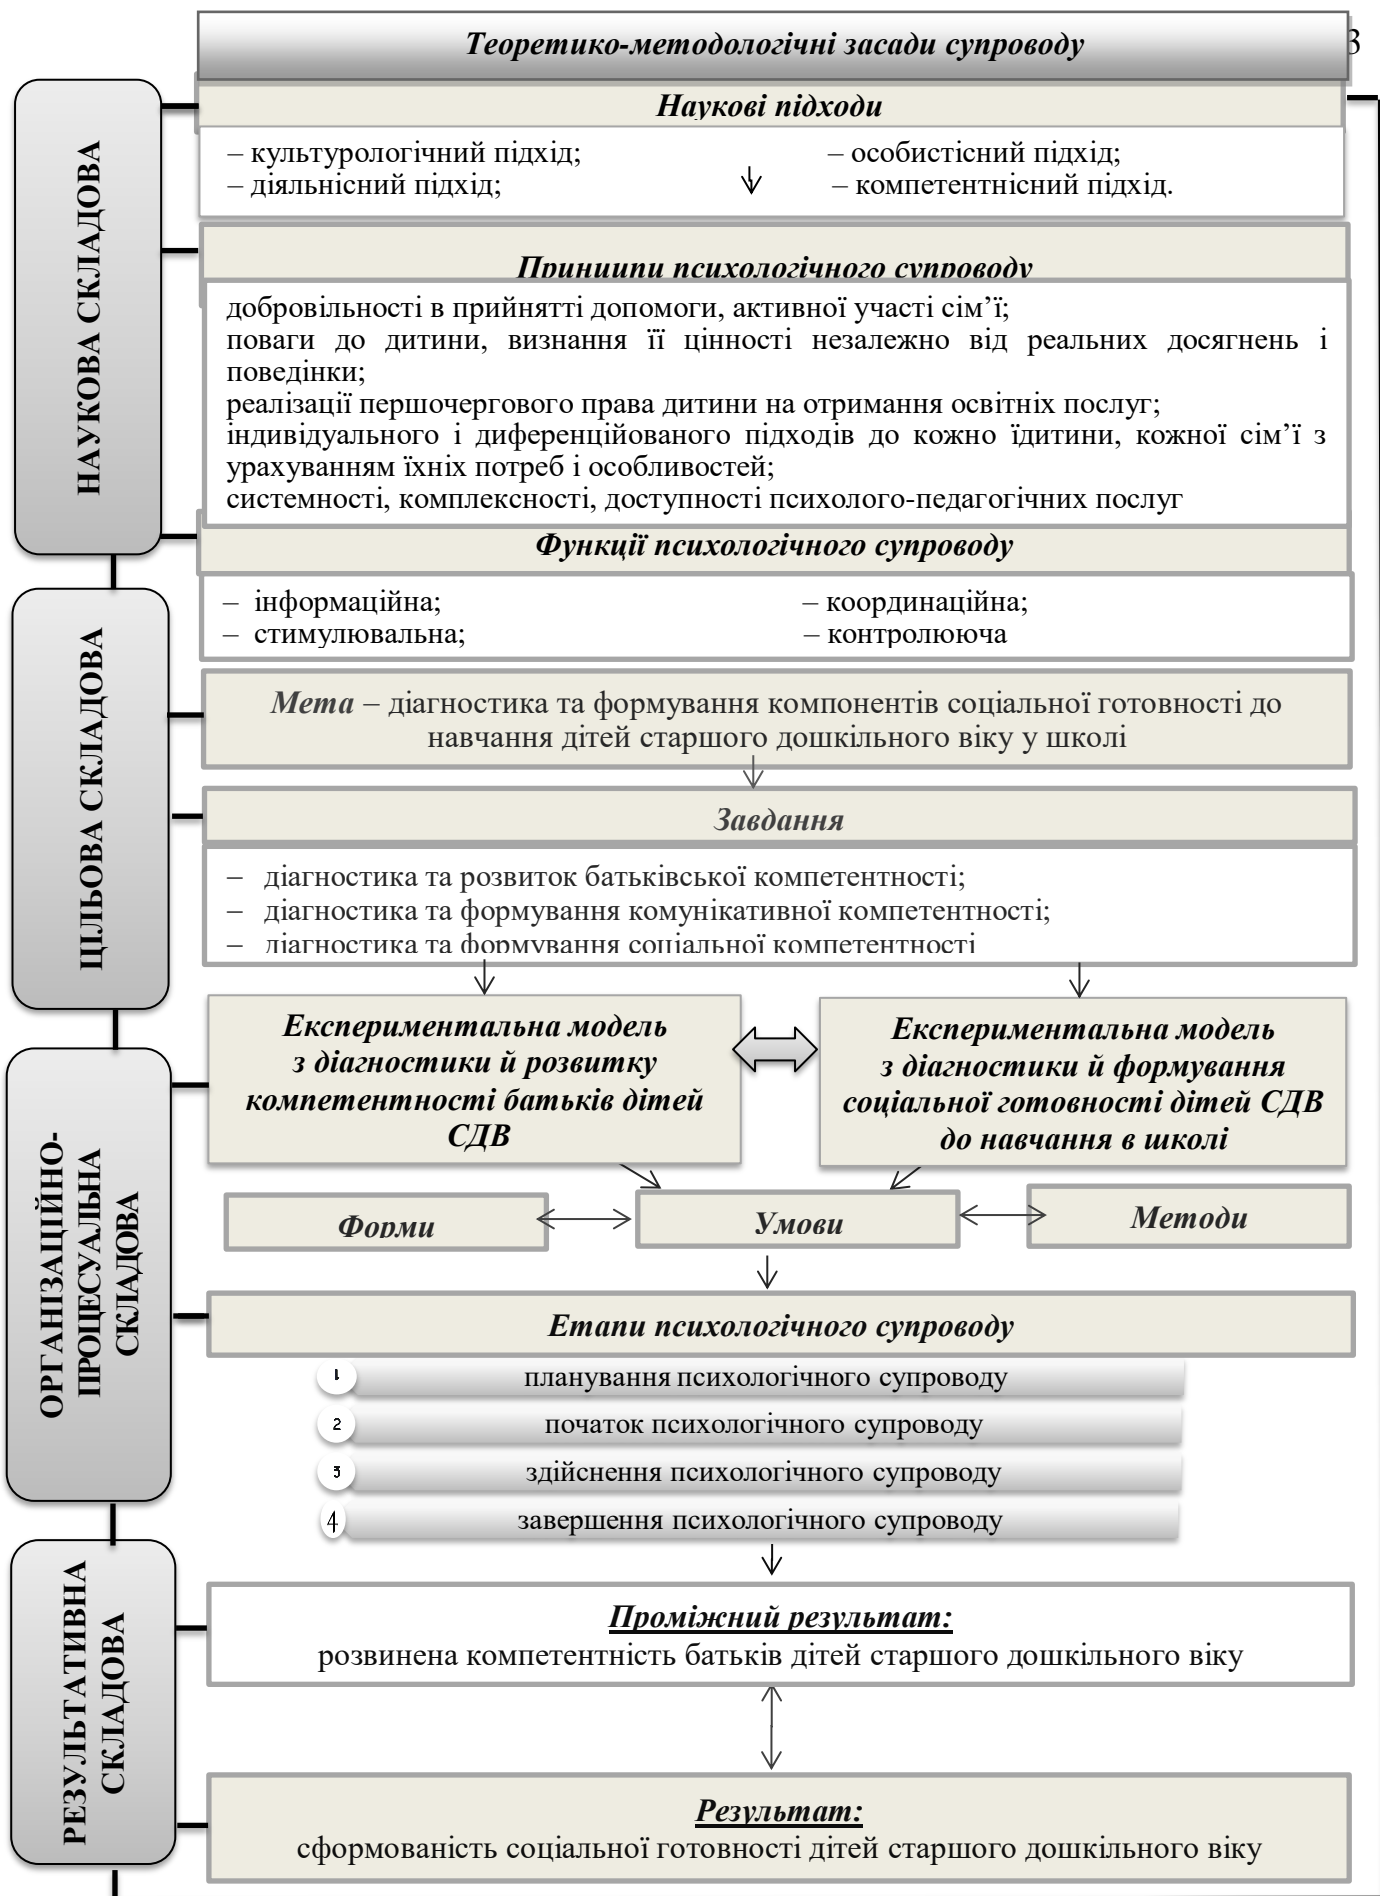 Теоретико-методологічні засади супроводу
3
НАУКОВА СКЛАДОВА
Наукові підходи
– культурологічний підхід; – особистісний підхід;
– діяльнісний підхід; – компетентнісний підхід.
Принципи психологічного супроводу
добровільності в прийнятті допомоги, активної участі сім’ї;
поваги до дитини, визнання її цінності незалежно від реальних досягнень і
поведінки;
реалізації першочергового права дитини на отримання освітніх послуг;
індивідуального і диференційованого підходів до кожно їдитини, кожної сім’ї з
урахуванням їхніх потреб і особливостей;
системності, комплексності, доступності психолого-педагогічних послуг
Функції психологічного супроводу
– інформаційна; – координаційна;
– стимулювальна; – контролююча
ЦІЛЬОВА СКЛАДОВА
Мета – діагностика та формування компонентів соціальної готовності до
навчання дітей старшого дошкільного віку у школі
Завдання
– діагностика та розвиток батьківської компетентності;
– діагностика та формування комунікативної компетентності;
– діагностика та формування соціальної компетентності
ОРГАНІЗАЦІЙНО-
ПРОЦЕСУАЛЬНА
СКЛАДОВА
Експериментальна модель
з діагностики й розвитку
компетентності батьків дітей
СДВ
Експериментальна модель
з діагностики й формування
соціальної готовності дітей СДВ
до навчання в школі
Форми Умови Методи
Етапи психологічного супроводу
1 планування психологічного супроводу
2 початок психологічного супроводу
3 здійснення психологічного супроводу
4 завершення психологічного супроводу
РЕЗУЛЬТАТИВНА
СКЛАДОВА
Проміжний результат:
розвинена компетентність батьків дітей старшого дошкільного віку
Результат:
сформованість соціальної готовності дітей старшого дошкільного віку